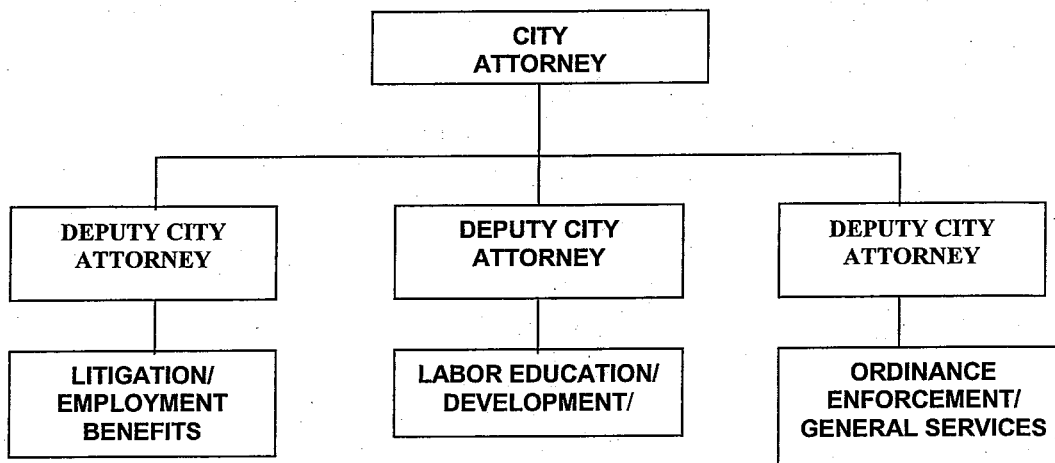 CITY
ATTORNEY
DEPUTY CITY
ATTORNEY
DEPUTY CITY
ATTORNEY
DEPUTY CITY
ATTORNEY
LITIGATION/
EMPLOYMENT
BENEFITS
LABOR EDUCATION/
DEVELOPMENT/
ORDINANCE
ENFORCEMENT/
GENERAL SERVICES